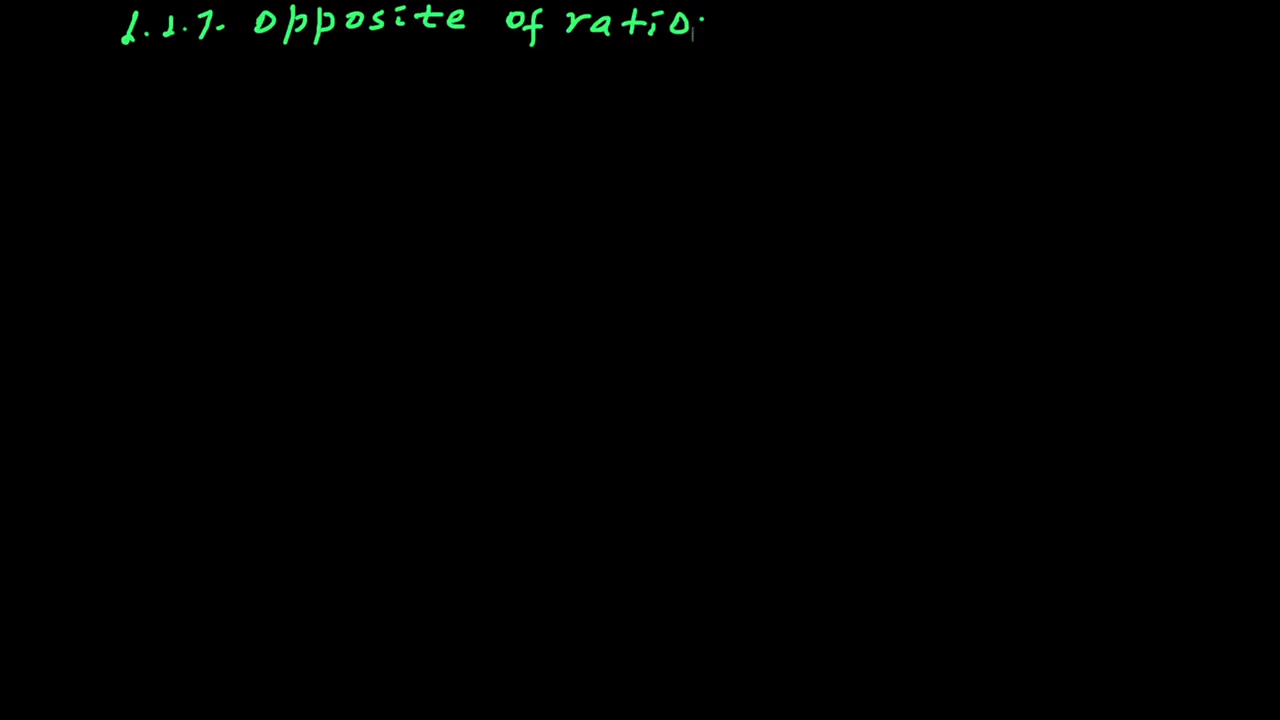 1.1.7. opposite of ratio